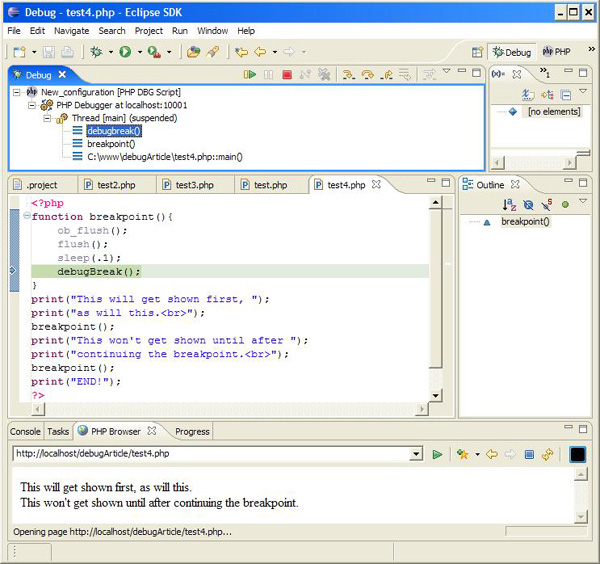 Debug - test4.php - Eclipse SDK
File Edit Navigate Search Project Run Window Help
Debug PHP
Debug
New_configuration [PHP DBG Script]
PHP Debugger at localhost:10001
Thread [main] (suspended)
debugbreak()
breakpoint()
C:\www\debugArticle\test4.php::main()
(x)= »1
[no elements]
.project test2.php test3.php test.php test4.php
<?php
function breakpoint(){
ob_flush();
flush();
sleep(.1);
debugBreak();
}
print("This will get shown first, ");
print("as will this.<br>");
breakpoint();
print("This won't get shown until after ");
print("continuing the breakpoint.<br>");
breakpoint();
print("END!");
?>
Outline
breakpoint()
Console Tasks PHP Browser Progress
http://localhost/debugArticle/test4.php
This will get shown first, as will this.
This won't get shown until after continuing the breakpoint.
Opening page http://localhost/debugArticle/test4.php...